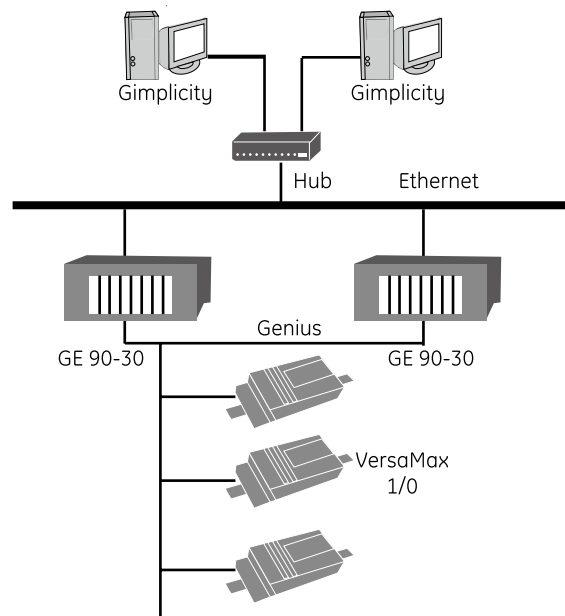 Gimplicity
Gimplicity
Hub
Ethernet
Genius
GE 90-30
GE 90-30
VersaMax
1/0